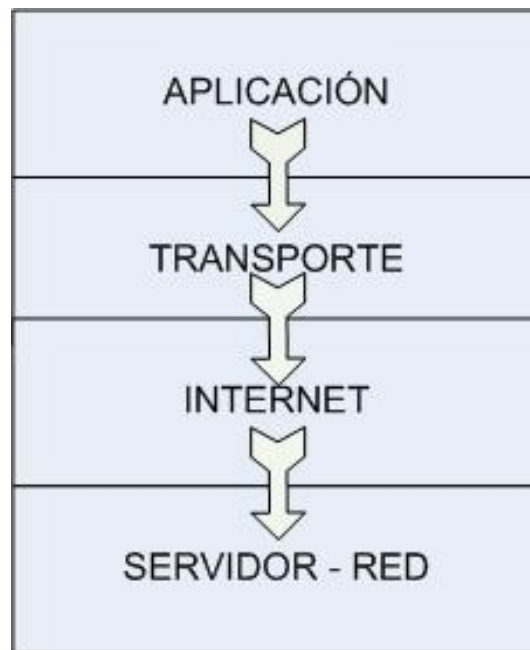 APLICACIÓN
TRANSPORTE
INTERNET
SERVIDOR - RED